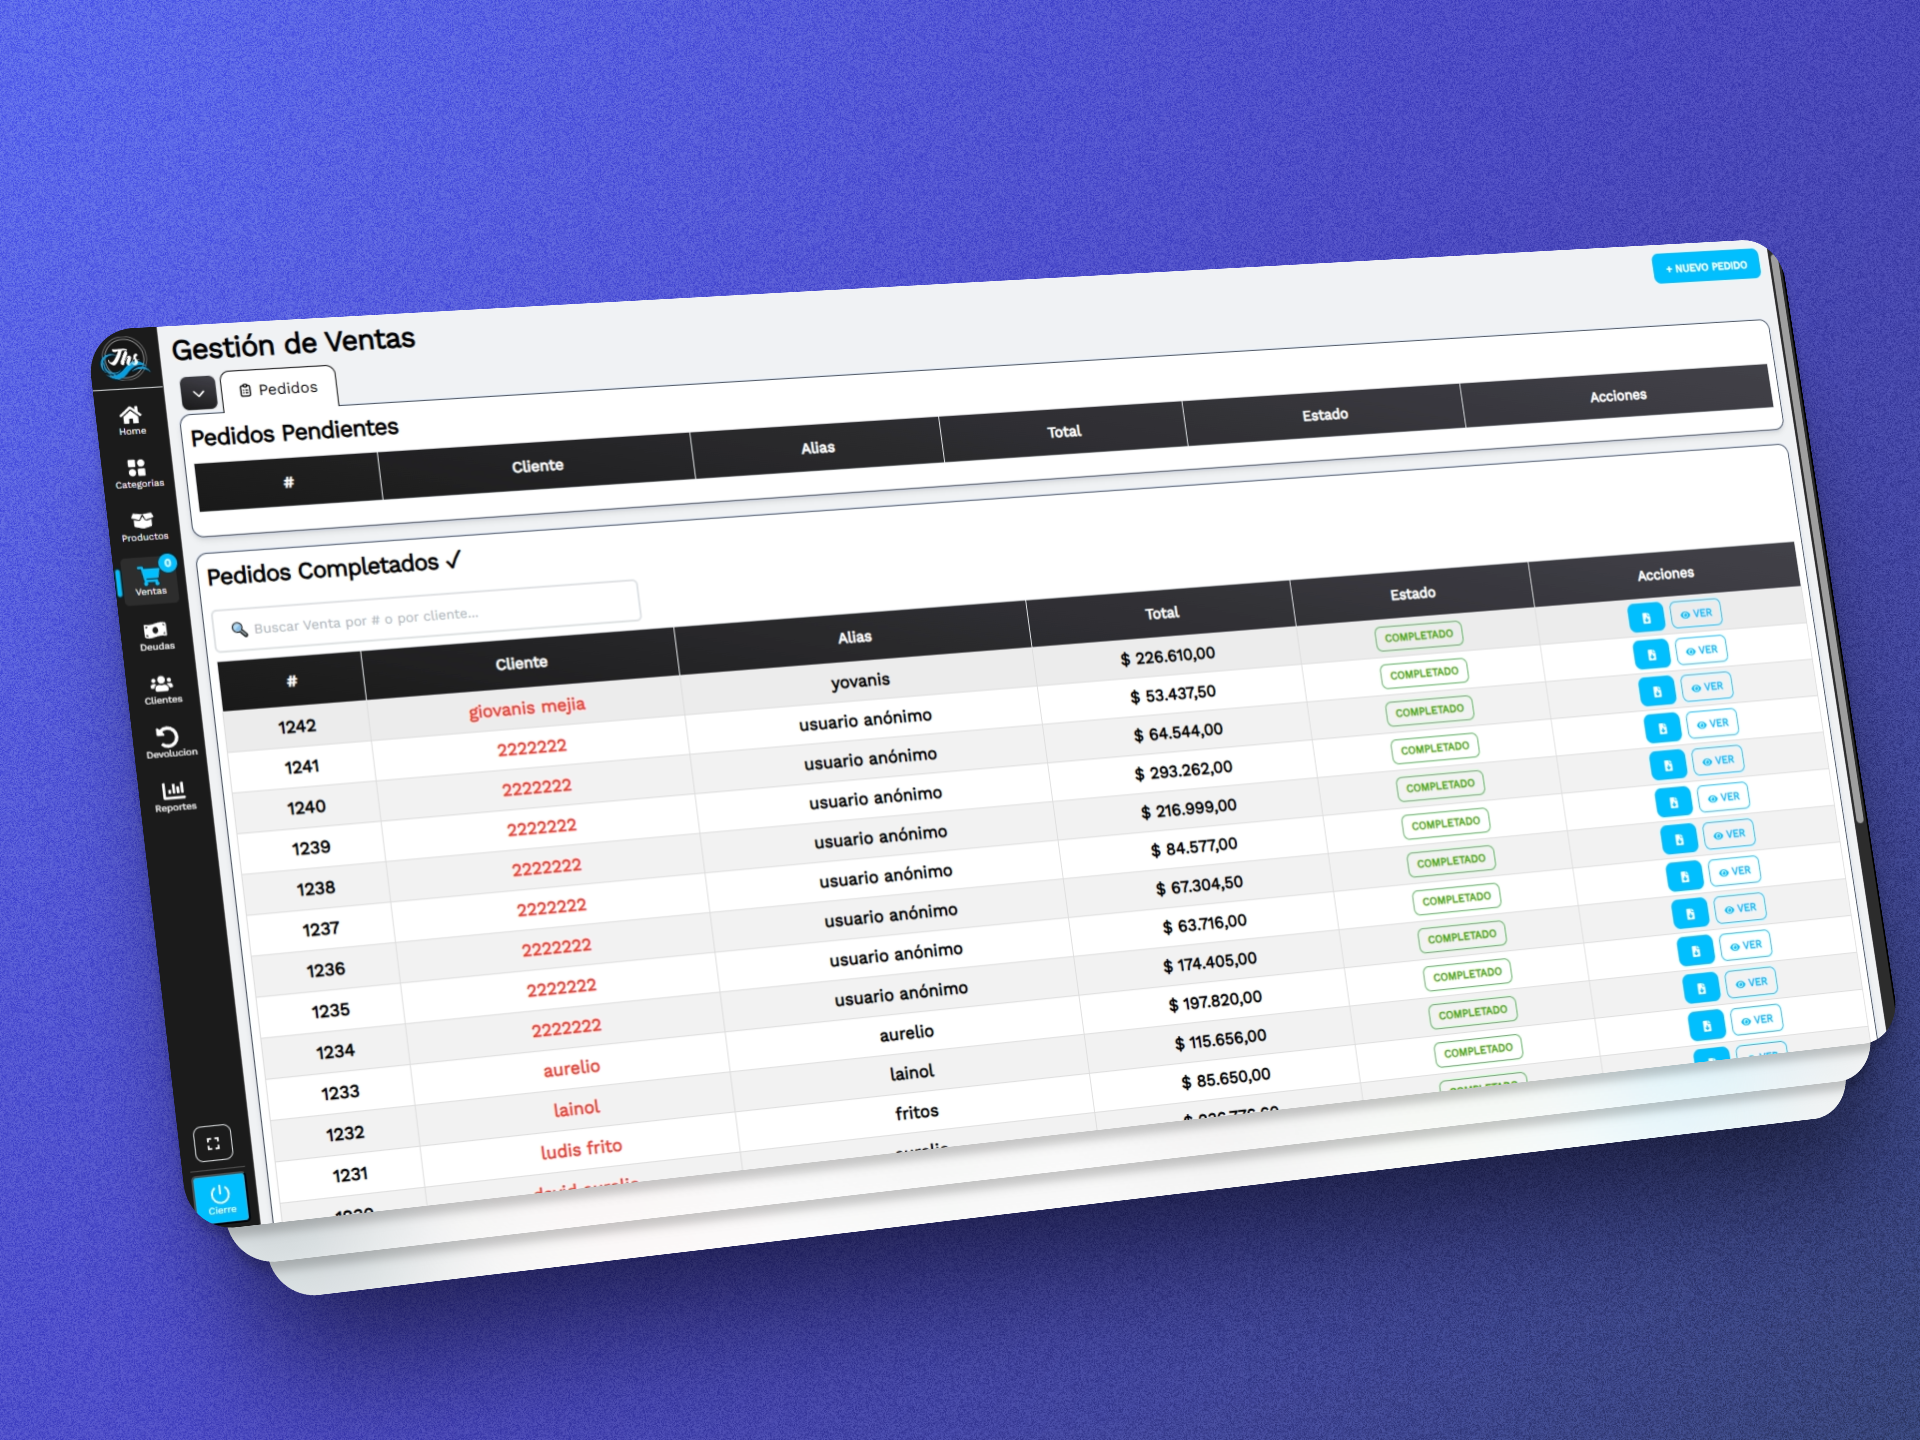 Jhs
+ NUEVO PEDIDO
Gestión de Ventas
Pedidos
Home
Categorias
Productos
0
Ventas
Deudas
Clientes
Devolucion
Reportes
Cierre
Pedidos Pendientes
# Cliente Alias Total Estado Acciones
Pedidos Completados ✓
Buscar Venta por # o por cliente...
# Cliente Alias Total Estado Acciones
1242 giovanis mejia yovanis $ 226.610,00 COMPLETADO VER
1241 2222222 usuario anónimo $ 53.437,50 COMPLETADO VER
1240 2222222 usuario anónimo $ 64.544,00 COMPLETADO VER
1239 2222222 usuario anónimo $ 293.262,00 COMPLETADO VER
1238 2222222 usuario anónimo $ 216.999,00 COMPLETADO VER
1237 2222222 usuario anónimo $ 84.577,00 COMPLETADO VER
1236 2222222 usuario anónimo $ 67.304,50 COMPLETADO VER
1235 2222222 usuario anónimo $ 63.716,00 COMPLETADO VER
1234 2222222 usuario anónimo $ 174.405,00 COMPLETADO VER
1233 aurelio aurelio $ 197.820,00 COMPLETADO VER
1232 lainol lainol $ 115.656,00 COMPLETADO VER
1231 ludis frito fritos $ 85.650,00 COMPLETADO VER
david aurelio aurelio COMPLETADO VER